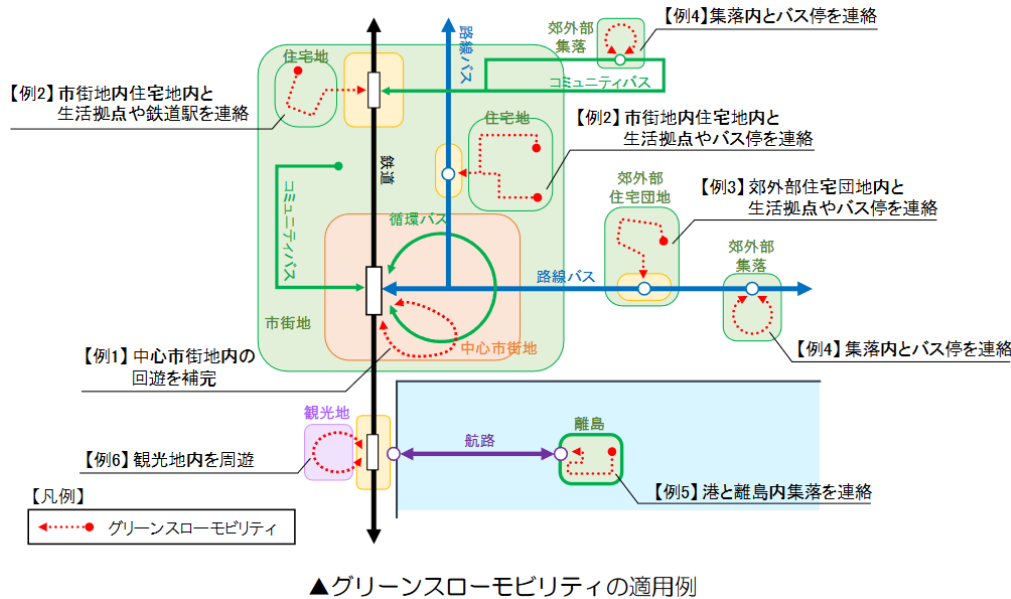 【例4】集落内とバス停を連絡
郊外部
集落
路線バス
住宅地
コミュニティバス
【例2】市街地内住宅地内と
生活拠点や鉄道駅を連絡
住宅地
【例2】市街地内住宅地内と
生活拠点やバス停を連絡
鉄道
コミュニティバス
郊外部
住宅団地
【例3】郊外部住宅団地内と
生活拠点やバス停を連絡
循環バス
郊外部
集落
路線バス
市街地
中心市街地
【例1】中心市街地内の
回遊を補完
【例4】集落内とバス停を連絡
観光地
離島
航路
【例6】観光地内を周遊
【例5】港と離島内集落を連絡
【凡例】
グリーンスローモビリティ
▲グリーンスローモビリティの適用例